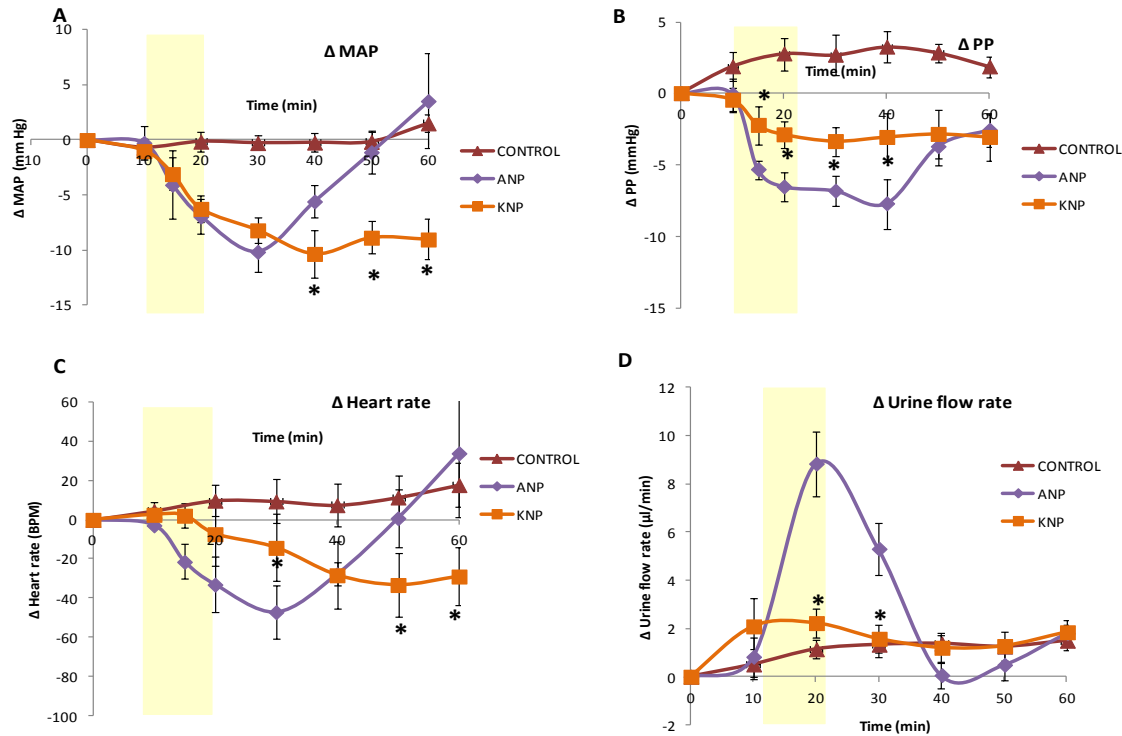 A
Δ MAP
10
5
0
-5
-10
-15
Δ MAP (mm Hg)
Time (min)
10 0 10 20 30 40 50 60
*
*
*
CONTROL
ANP
KNP
B
Δ PP
5
0
-5
-10
-15
Δ PP (mmHg)
Time (min)
0 20 40 60
*
*
*
*
CONTROL
ANP
KNP
C
Δ Heart rate
60
40
20
0
-20
-40
-60
-80
-100
Δ Heart rate (BPM)
Time (min)
0 20 40 60
*
*
*
CONTROL
ANP
KNP
D
Δ Urine flow rate
12
10
8
6
4
2
0
-2
Δ Urine flow rate (μl/min)
0 10 20 30 40 50 60
Time (min)
*
*
CONTROL
ANP
KNP